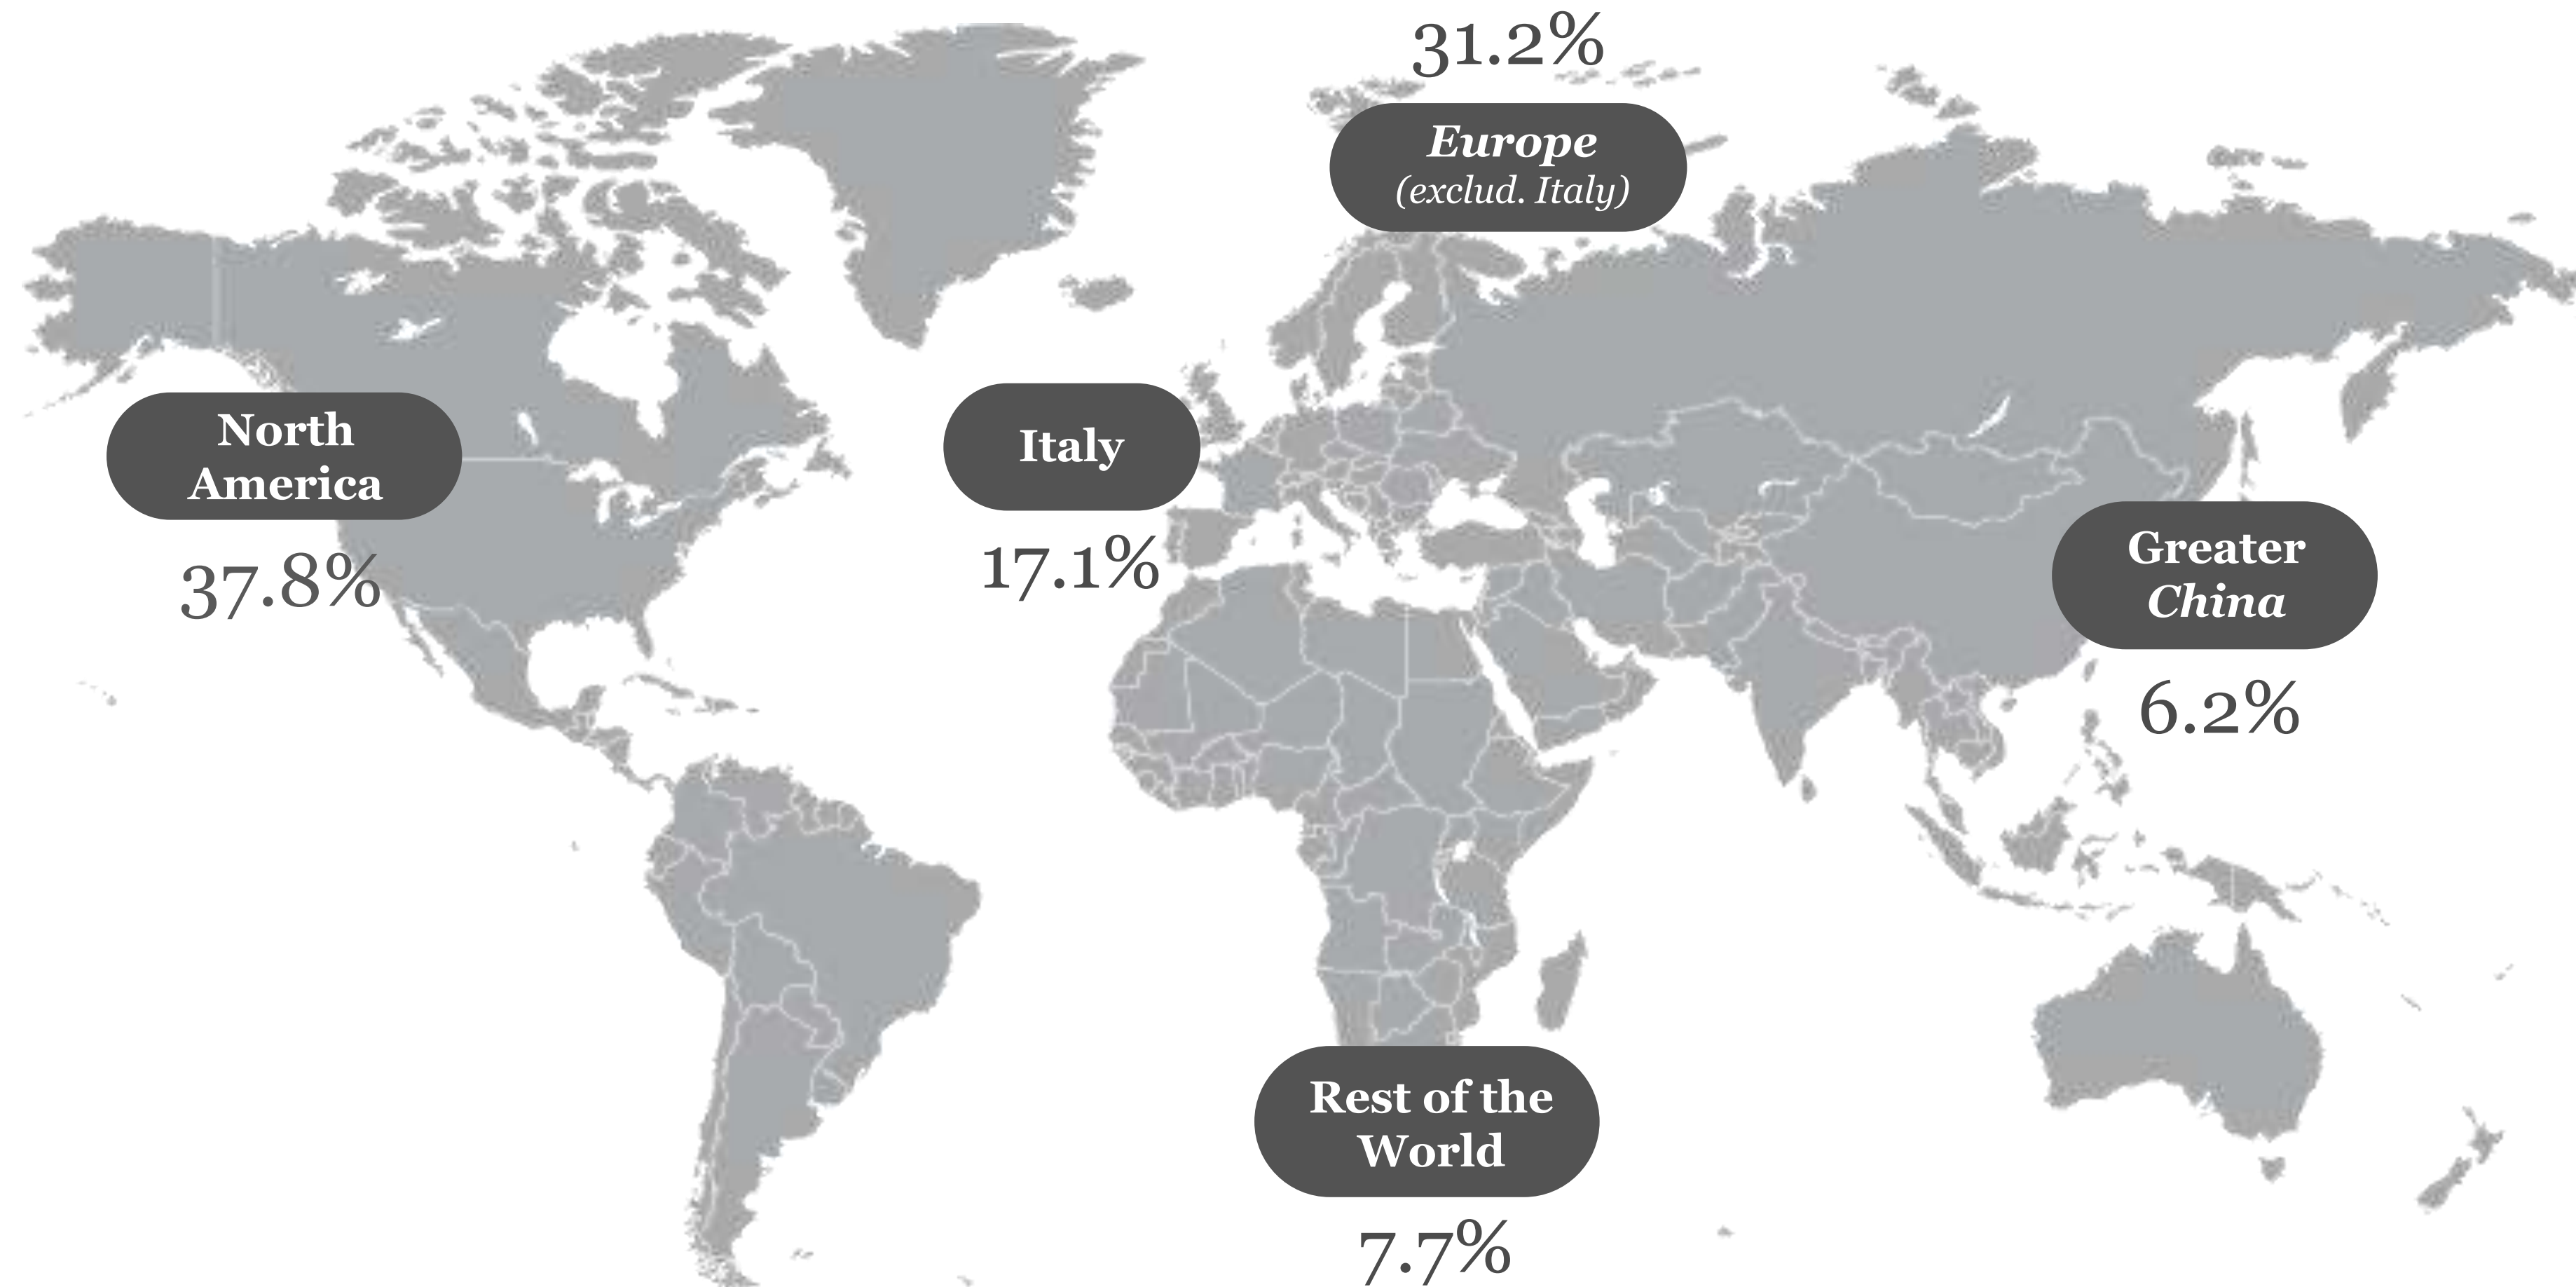 31.2%
Europe
(exclud. Italy)
North
America
37.8%
Italy
17.1%
Greater
China
6.2%
Rest of the
World
7.7%